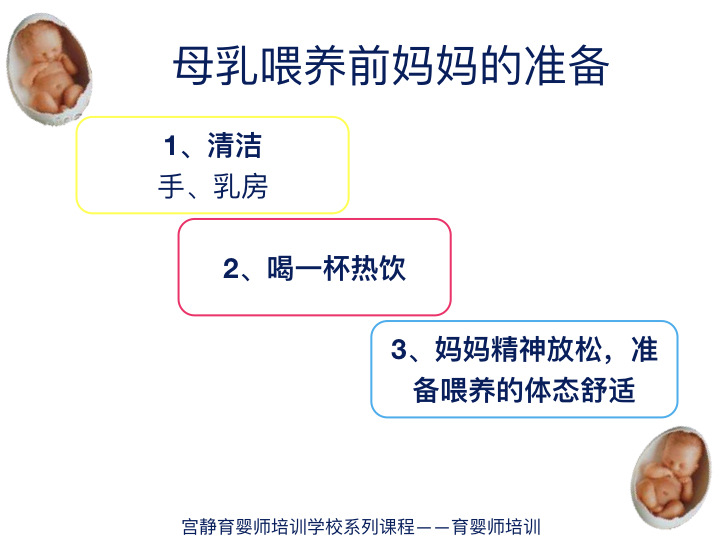 母乳喂养前妈妈的准备
1、清洁
手、乳房
2、喝一杯热饮
3、妈妈精神放松，准
备喂养的体态舒适
宫静育婴师培训学校系列课程——育婴师培训